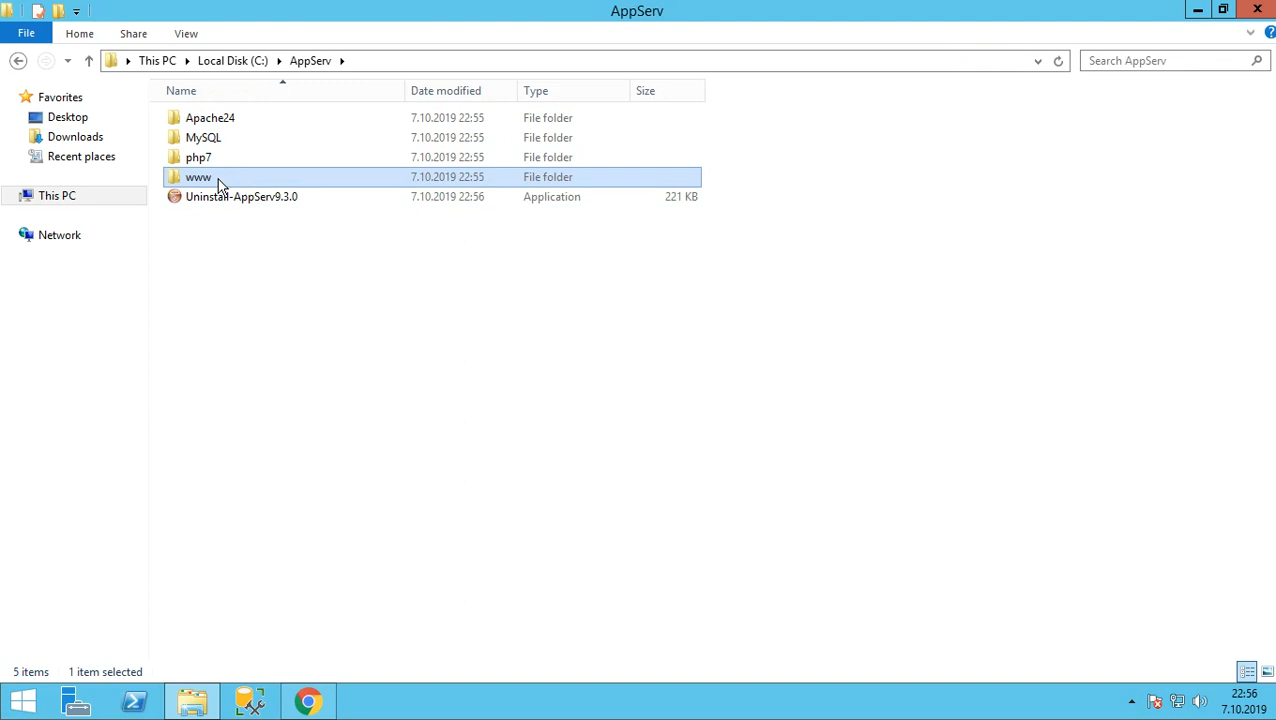 AppServ
File Home Share View
This PC Local Disk (C:) AppServ Search AppServ
Name Date modified Type Size
Favorites
Desktop
Downloads
Recent places
This PC
Network
Apache24 7.10.2019 22:55 File folder
MySQL 7.10.2019 22:55 File folder
php7 7.10.2019 22:55 File folder
www 7.10.2019 22:55 File folder
Uninstall-AppServ9.3.0 7.10.2019 22:56 Application 221 KB
5 items 1 item selected
22:56
7.10.2019